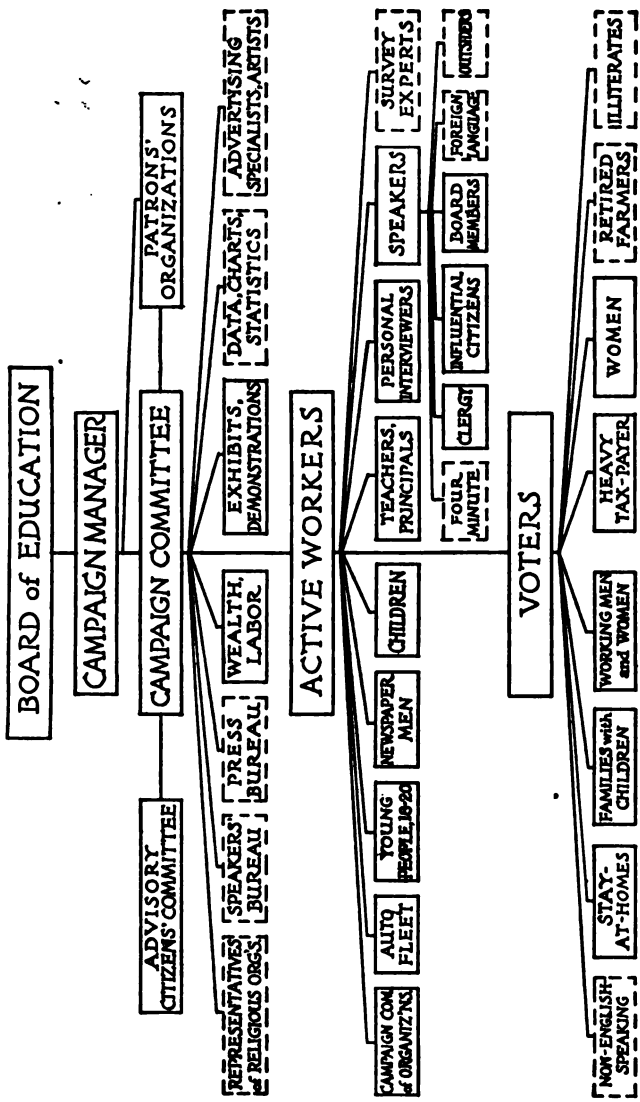 BOARD of EDUCATION
CAMPAIGN MANAGER
ADVISORY
CITIZENS' COMMITTEE
CAMPAIGN COMMITTEE
PATRONS'
ORGANIZATIONS
REPRESENTATIVES
of RELIGIOUS ORG'S.
SPEAKERS'
BUREAU
PRESS
BUREAU
WEALTH,
LABOR
EXHIBITS,
DEMONSTRATIONS
DATA, CHARTS,
STATISTICS
ADVERTISING
SPECIALISTS, ARTISTS
ACTIVE WORKERS
CAMPAIGN COM.
of ORGANIZ'NS.
AUTO
FLEET
YOUNG
PEOPLE, 18-20
NEWSPAPER
MEN
CHILDREN
TEACHERS,
PRINCIPALS
PERSONAL
INTERVIEWERS
SPEAKERS
SURVEY
EXPERTS
FOUR
MINUTE
CLERGY
INFLUENTIAL
CITIZENS
BOARD
MEMBERS
FOREIGN
LANGUAGE
OUTSIDERS
VOTERS
NON-ENGLISH-
SPEAKING
STAY-
AT-HOMES
FAMILIES with
CHILDREN
WORKING MEN
and WOMEN
HEAVY
TAX-PAYER
WOMEN
RETIRED
FARMERS
ILLITERATES